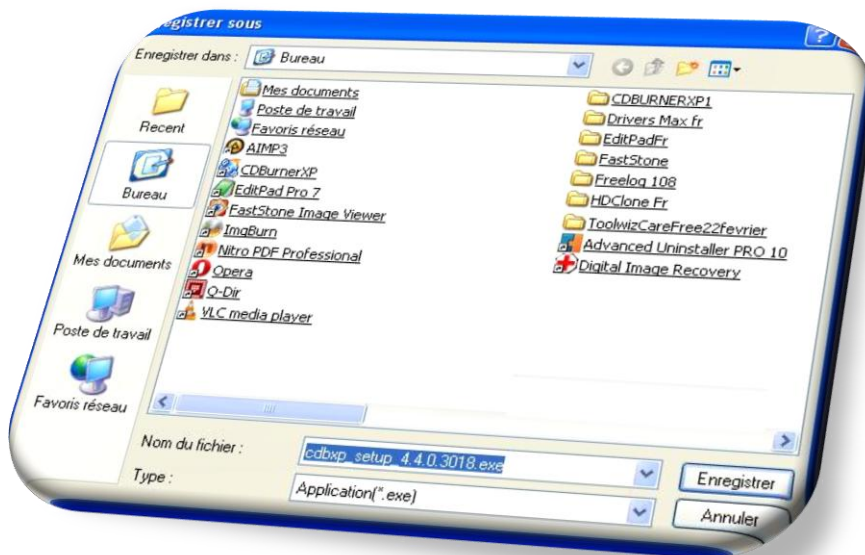 egistrer sous
Enregistrer dans :
Bureau
Recent
Bureau
Mes documents
Poste de travail
Favoris réseau
Mes documents
Poste de travail
Favoris réseau
AIMP3
CDBurnerXP
EditPad Pro 7
FastStone Image Viewer
ImgBurn
Nitro PDF Professional
Opera
Q-Dir
VLC media player
CDBURNERXP1
Drivers Max fr
EditPadFr
FastStone
Freelog 108
HDClone Fr
ToolwizCareFree22fevrier
Advanced Uninstaller PRO 10
Digital Image Recovery
Nom du fichier :
cdbxp_setup_4.4.0.3018.exe
Enregistrer
Type :
Application(*.exe)
Annuler